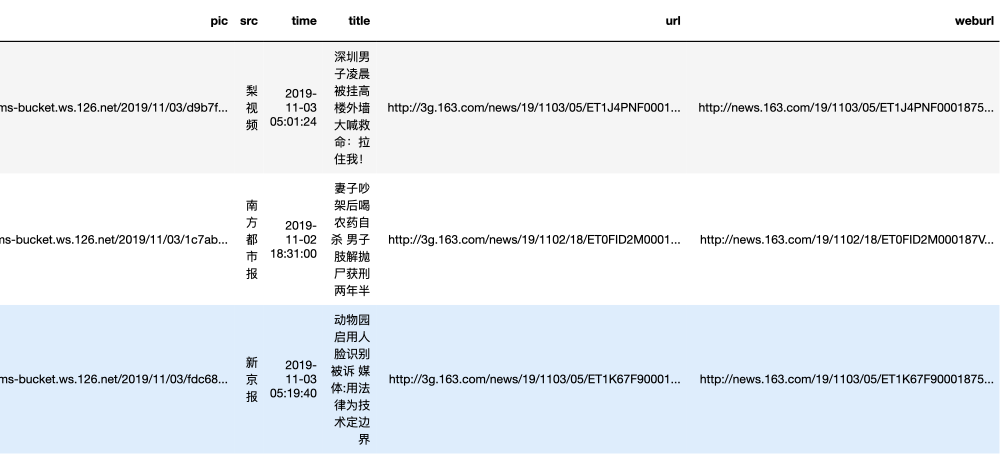 pic src time title url weburl
ms-bucket.ws.126.net/2019/11/03/d9b7f...
梨
视
频
2019-
11-03
05:01:24
深圳男
子凌晨
被挂高
楼外墙
大喊救
命：拉
住我！
http://3g.163.com/news/19/1103/05/ET1J4PNF0001...
http://news.163.com/19/1103/05/ET1J4PNF0001875...
ms-bucket.ws.126.net/2019/11/03/1c7ab...
南
方
都
市
报
2019-
11-02
18:31:00
妻子吵
架后喝
农药自
杀 男子
肢解抛
尸获刑
两年半
http://3g.163.com/news/19/1102/18/ET0FID2M0001...
http://news.163.com/19/1102/18/ET0FID2M000187V...
ms-bucket.ws.126.net/2019/11/03/fdc68...
新
京
报
2019-
11-03
05:19:40
动物园
启用人
脸识别
被诉 媒
体:用法
律为技
术定边
界
http://3g.163.com/news/19/1103/05/ET1K67F90001...
http://news.163.com/19/1103/05/ET1K67F90001875...